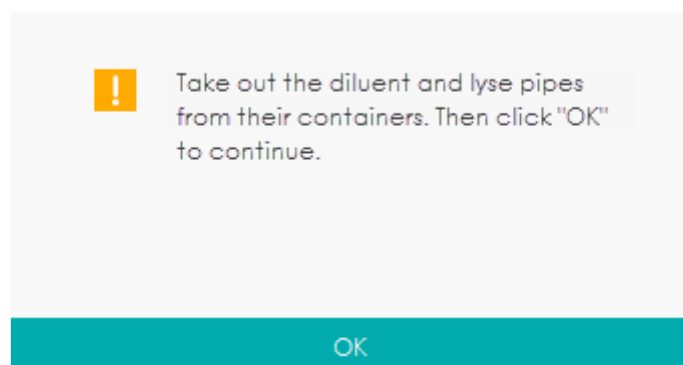 !
Take out the diluent and lyse pipes
from their containers. Then click "OK"
to continue.
OK